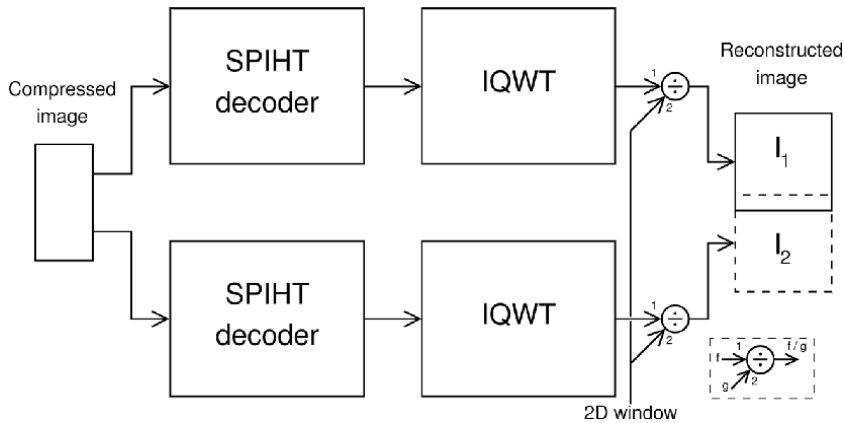 Compressed
image
SPIHT
decoder
IQWT
1
÷
2
Reconstructed
image
I1
I2
SPIHT
decoder
IQWT
1
÷
2
2D window
f
1
÷
f/g
g
2